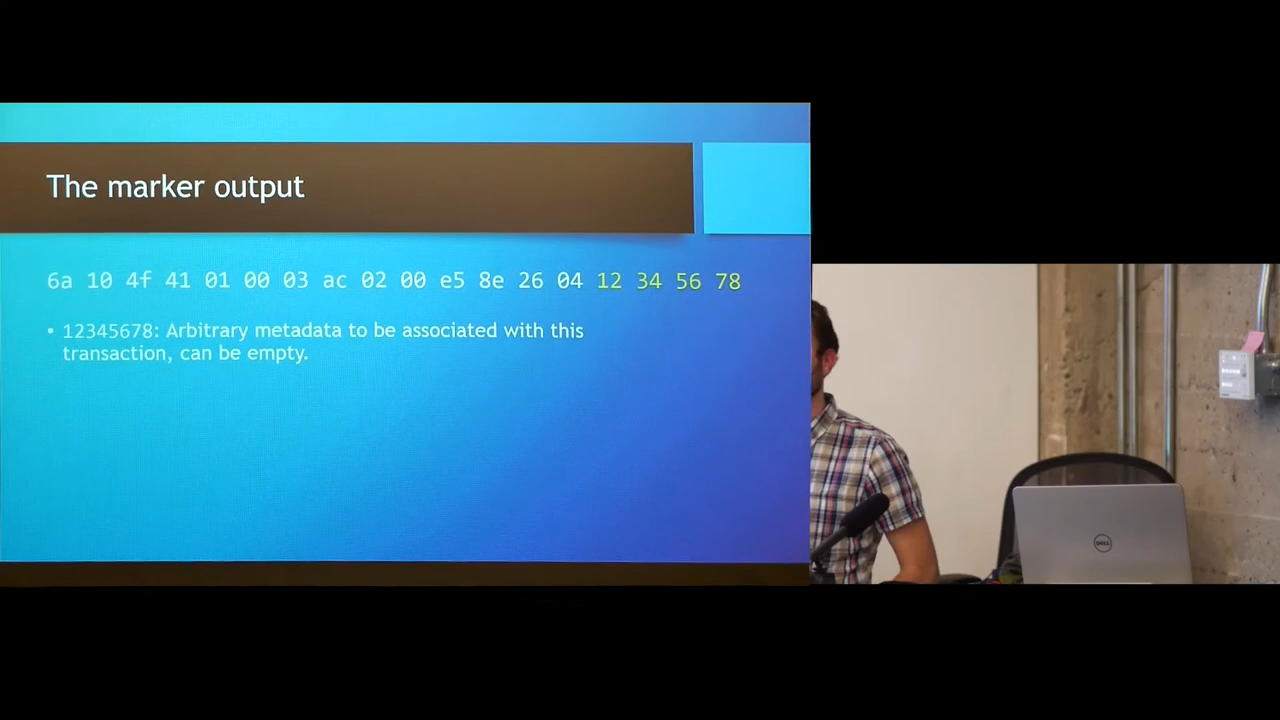 The marker output
6a 10 4f 41 01 00 03 ac 02 00 e5 8e 26 04 12 34 56 78
• 12345678: Arbitrary metadata to be associated with this
transaction, can be empty.
DELL